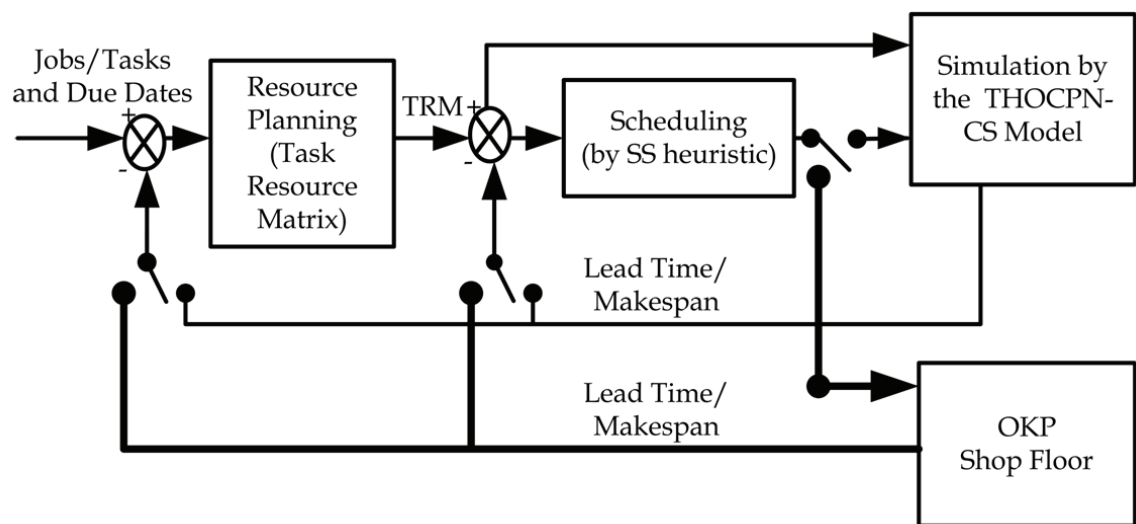 Jobs/Tasks
and Due Dates
+
-
Resource
Planning
(Task
Resource
Matrix)
TRM +
-
Scheduling
(by SS heuristic)
Simulation by
the THOCPN-
CS Model
Lead Time/
Makespan
Lead Time/
Makespan
OKP
Shop Floor